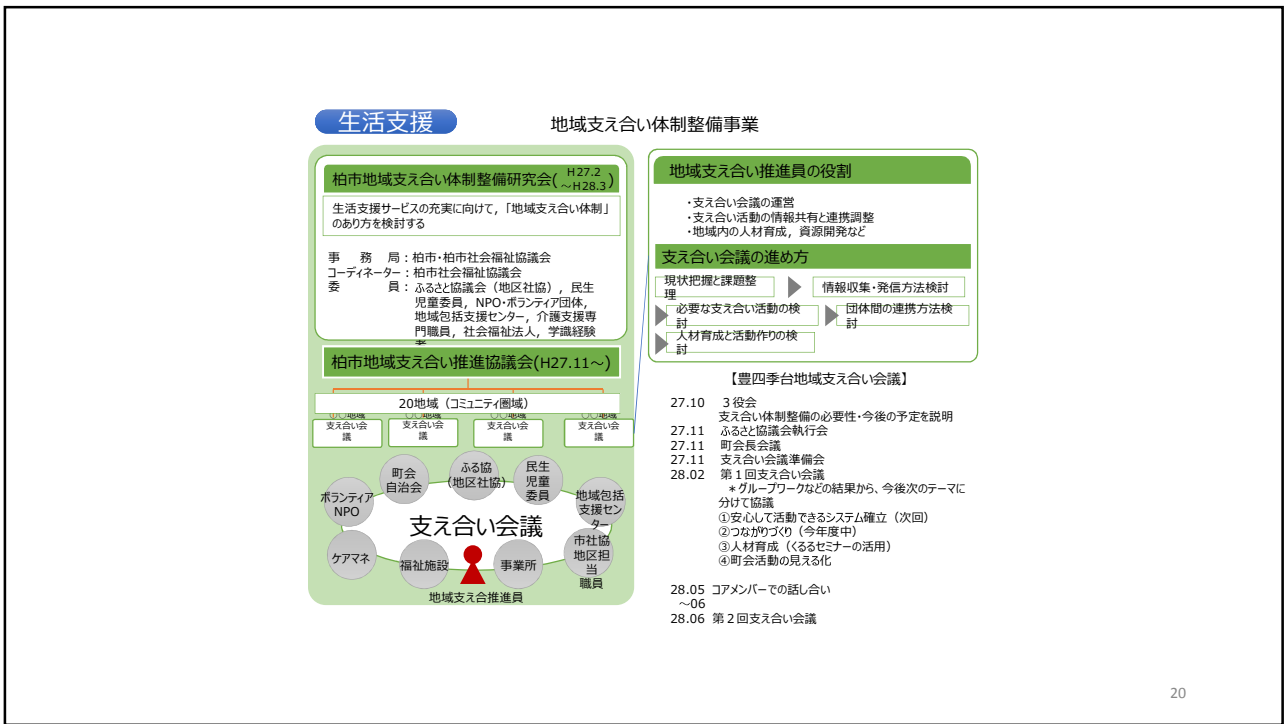 生活支援
地域支え合い体制整備事業
柏市地域支え合い体制整備研究会( H27.2
～H28.3)
生活支援サービスの充実に向けて，「地域支え合い体制」
のあり方を検討する
事　務　局：柏市・柏市社会福祉協議会
コーディネーター：柏市社会福祉協議会
委　　　員：ふるさと協議会（地区社協），民生
児童委員，NPO・ボランティア団体，
地域包括支援センター，介護支援専
門職員，社会福祉法人，学識経験
柏市地域支え合い推進協議会(H27.11～)
20地域（コミュニティ圏域）
支え合い会
議
〇〇地域
支え合い会
議
〇〇地域
支え合い会
議
〇〇地域
支え合い会
議
町会
自治会
ふる協
（地区社協）
民生
児童
委員
ボランティア
NPO
地域包括
支援セン
ター
支え合い会議
ケアマネ
福祉施設
事業所
市社協
地区担
当
職員
地域支え合推進員
地域支え合い推進員の役割
・支え合い会議の運営
・支え合い活動の情報共有と連携調整
・地域内の人材育成，資源開発など
支え合い会議の進め方
現状把握と課題整
理
情報収集・発信方法検討
必要な支え合い活動の検
討
団体間の連携方法検
討
人材育成と活動作りの検
討
【豊四季台地域支え合い会議】
27.10　３役会
支え合い体制整備の必要性・今後の予定を説明
27.11　ふるさと協議会執行会
27.11　町会長会議
27.11　支え合い会議準備会
28.02　第１回支え合い会議
＊グループワークなどの結果から、今後次のテーマに
分けて協議
①安心して活動できるシステム確立（次回）
②つながりづくり（今年度中）
③人材育成（くるるセミナーの活用）
④町会活動の見える化
28.05 コアメンバーでの話し合い
～06
28.06 第２回支え合い会議
20